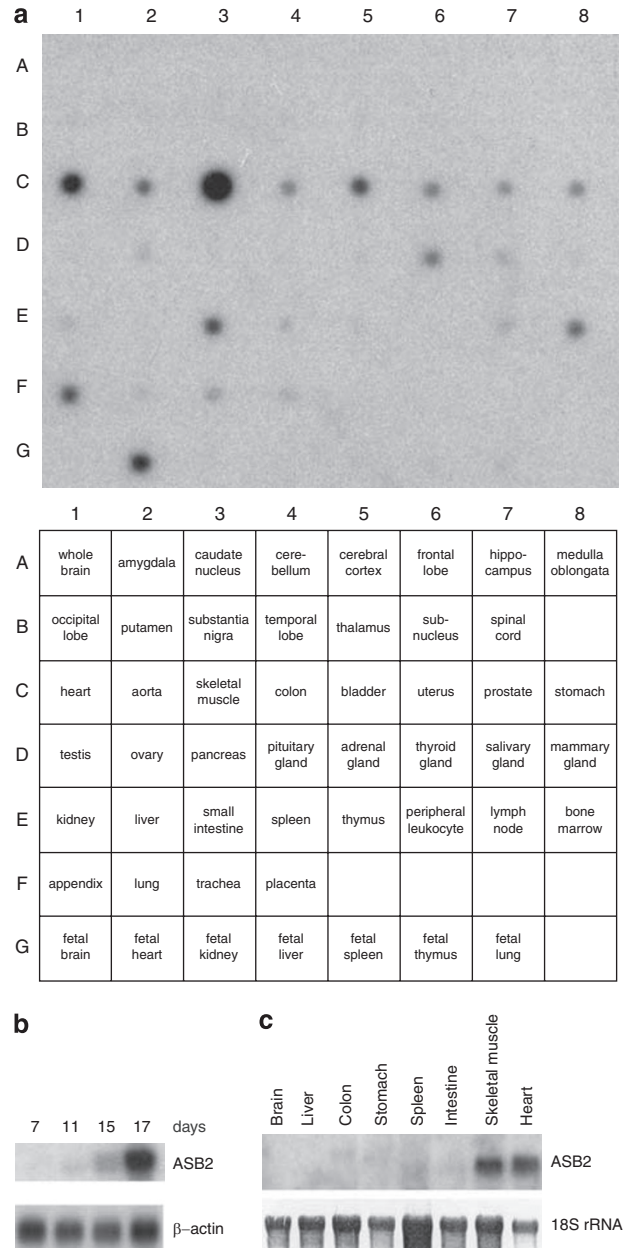 a 1 2 3 4 5 6 7 8
A
B
C
D
E
F
G
1 2 3 4 5 6 7 8
A
whole brain
amygdala
caudate nucleus
cere-bellum
cerebral cortex
frontal lobe
hippo-campus
medulla oblongata
B
occipital lobe
putamen
substantia nigra
temporal lobe
thalamus
sub-nucleus
spinal cord
C
heart
aorta
skeletal muscle
colon
bladder
uterus
prostate
stomach
D
testis
ovary
pancreas
pituitary gland
adrenal gland
thyroid gland
salivary gland
mammary gland
E
kidney
liver
small intestine
spleen
thymus
peripheral leukocyte
lymph node
bone marrow
F
appendix
lung
trachea
placenta
G
fetal brain
fetal heart
fetal kidney
fetal liver
fetal spleen
fetal thymus
fetal lung
b
7 11 15 17 days
ASB2
β–actin
c
Brain
Liver
Colon
Stomach
Spleen
Intestine
Skeletal muscle
Heart
ASB2
18S rRNA